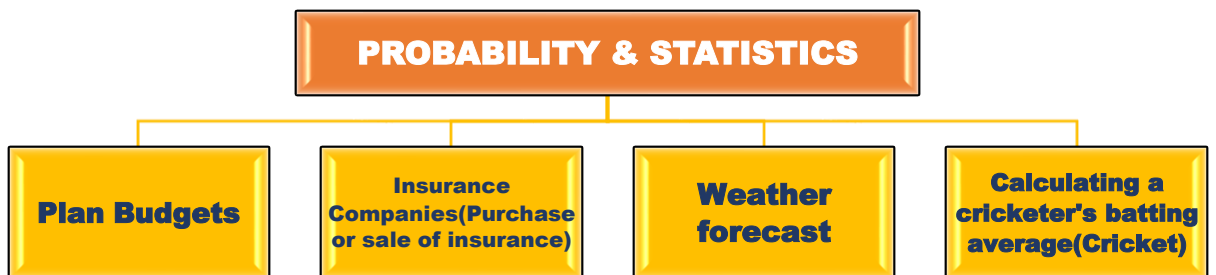 PROBABILITY & STATISTICS
Plan Budgets
Insurance
Companies(Purchase
or sale of insurance)
Weather
forecast
Calculating a
cricketer's batting
average(Cricket)